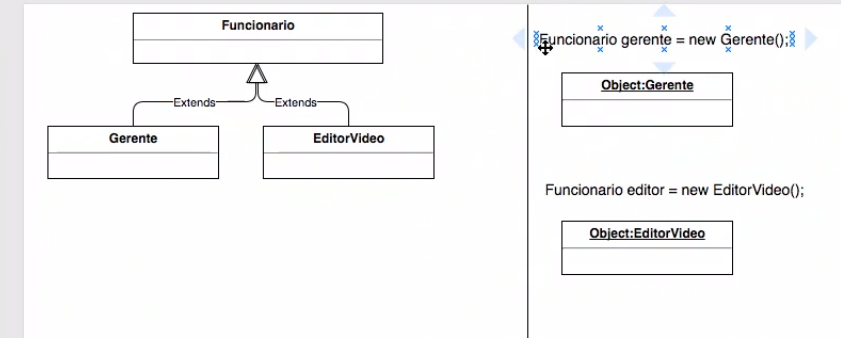 Funcionario
Extends
Extends
Gerente
EditorVideo
Funcionario gerente = new Gerente();
Object:Gerente
Funcionario editor = new EditorVideo();
Object:EditorVideo